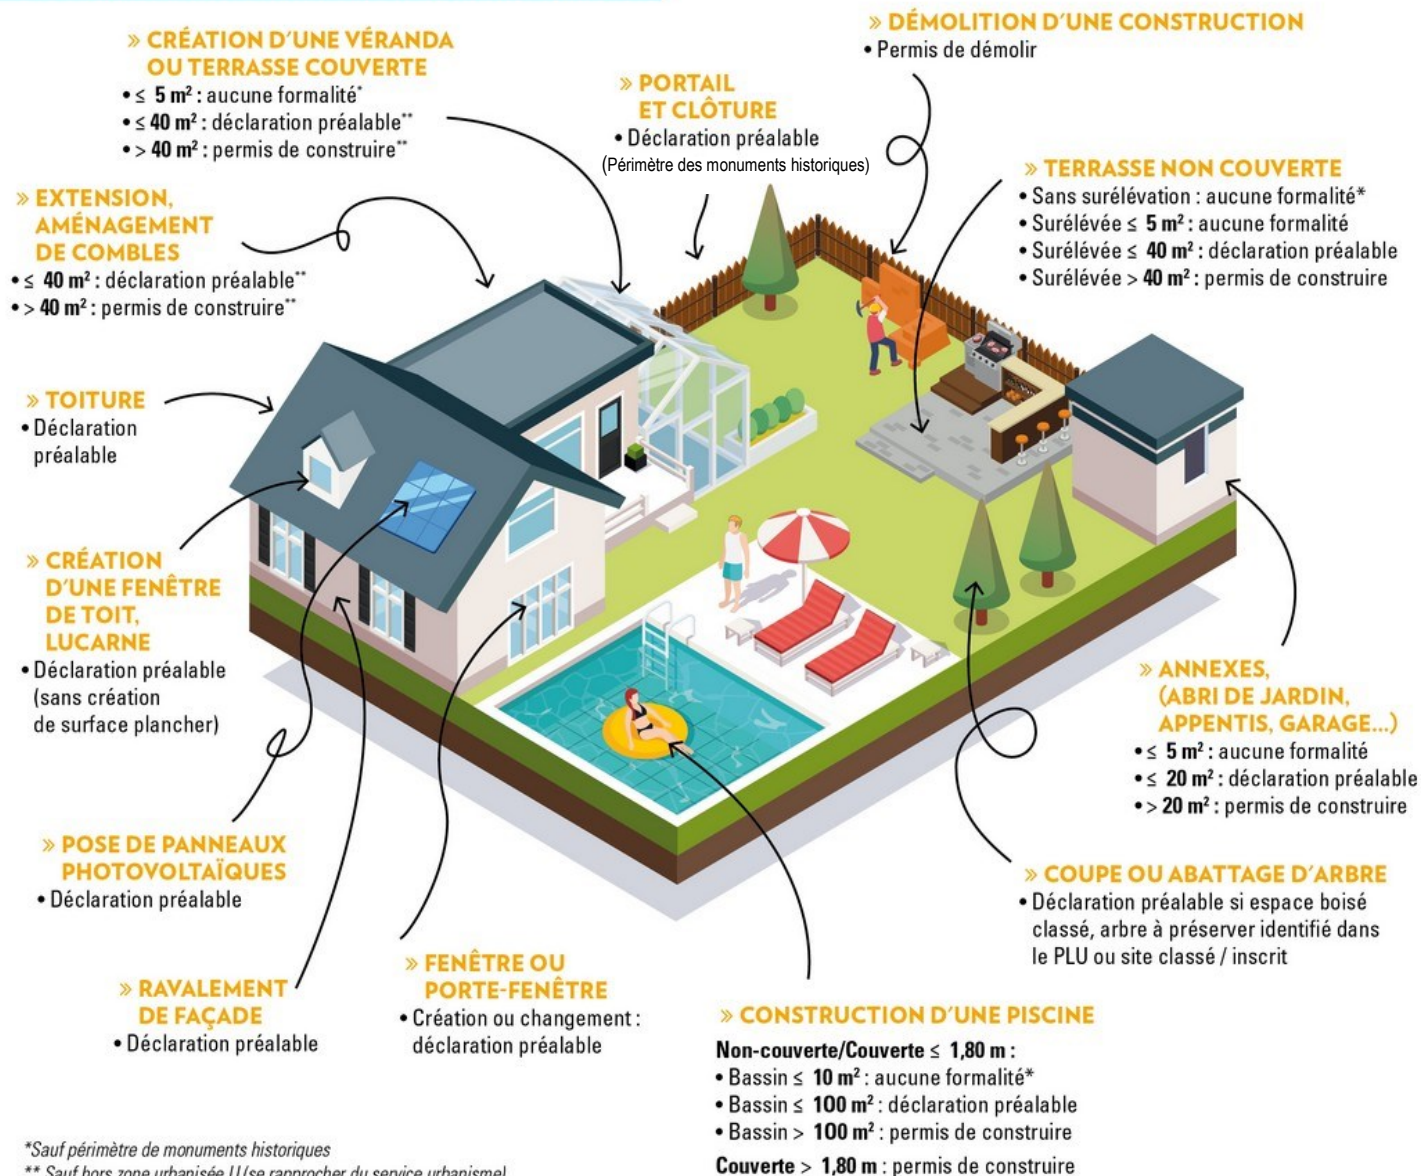 » CRÉATION D'UNE VÉRANDA
OU TERRASSE COUVERTE
• ≤ 5 m² : aucune formalité*
• ≤ 40 m² : déclaration préalable**
• > 40 m² : permis de construire**
» DÉMOLITION D'UNE CONSTRUCTION
• Permis de démolir
» PORTAIL
ET CLÔTURE
• Déclaration préalable
(Périmètre des monuments historiques)
» TERRASSE NON COUVERTE
• Sans surélévation : aucune formalité*
• Surélévée ≤ 5 m² : aucune formalité
• Surélévée ≤ 40 m² : déclaration préalable
• Surélévée > 40 m² : permis de construire
» EXTENSION,
AMÉNAGEMENT
DE COMBLES
• ≤ 40 m² : déclaration préalable**
• > 40 m² : permis de construire**
» TOITURE
• Déclaration
préalable
» CRÉATION
D'UNE FENÊTRE
DE TOIT,
LUCARNE
• Déclaration préalable
(sans création
de surface plancher)
» ANNEXES,
(ABRI DE JARDIN,
APPENTIS, GARAGE...)
• ≤ 5 m² : aucune formalité
• ≤ 20 m² : déclaration préalable
• > 20 m² : permis de construire
» POSE DE PANNEAUX
PHOTOVOLTAÏQUES
• Déclaration préalable
» COUPE OU ABATTAGE D'ARBRE
• Déclaration préalable si espace boisé
classé, arbre à préserver identifié dans
le PLU ou site classé / inscrit
» RAVALEMENT
DE FAÇADE
• Déclaration préalable
» FENÊTRE OU
PORTE-FENÊTRE
• Création ou changement :
déclaration préalable
» CONSTRUCTION D'UNE PISCINE
Non-couverte/Couverte ≤ 1,80 m :
• Bassin ≤ 10 m² : aucune formalité*
• Bassin ≤ 100 m² : déclaration préalable
• Bassin > 100 m² : permis de construire
Couverte > 1,80 m : permis de construire
*Sauf périmètre de monuments historiques
** Sauf hors zone urbanisée U (se rapprocher du service urbanisme)